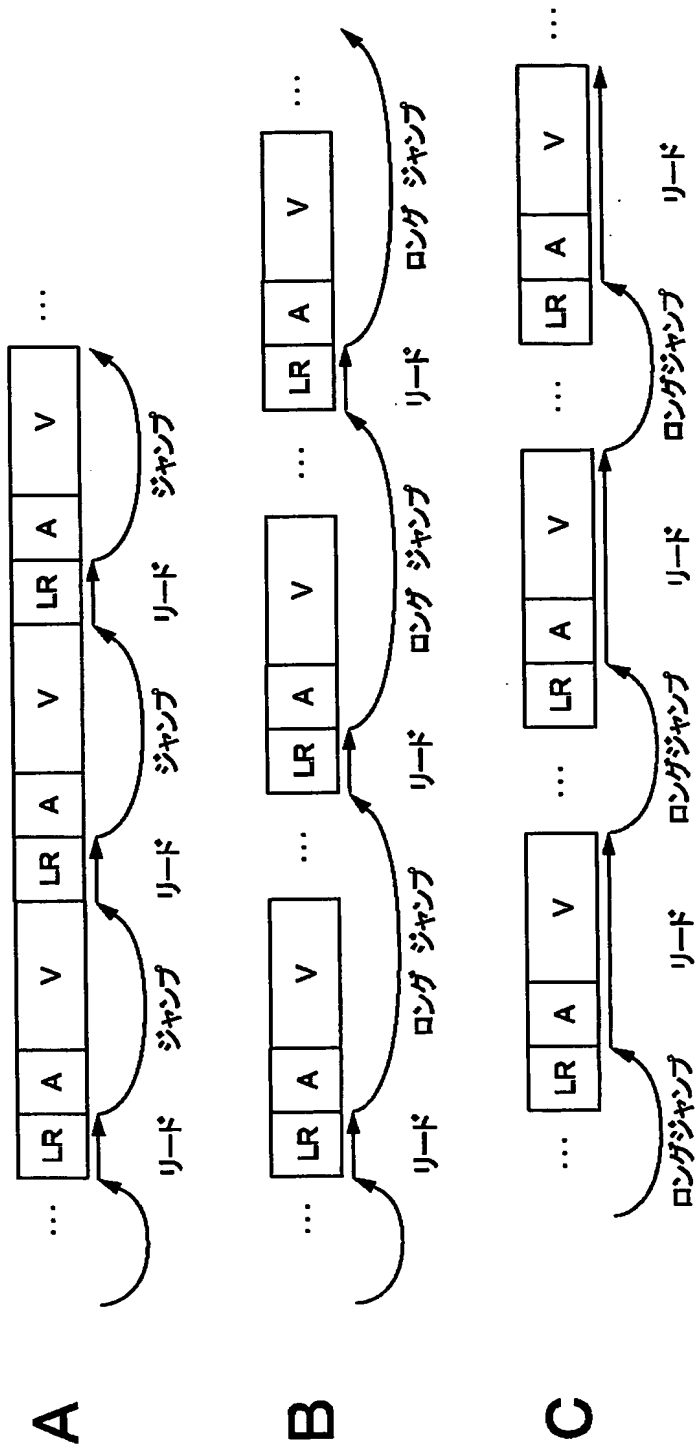 A
… LR A V LR A V LR A V …
リード ジャンプ リード ジャンプ リード ジャンプ
B
… LR A V … LR A V … LR A V …
リード ロング ジャンプ リード ロング ジャンプ リード ロング ジャンプ
C
… LR A V … LR A V … LR A V …
ロングジャンプ リード ロングジャンプ リード ロングジャンプ リード